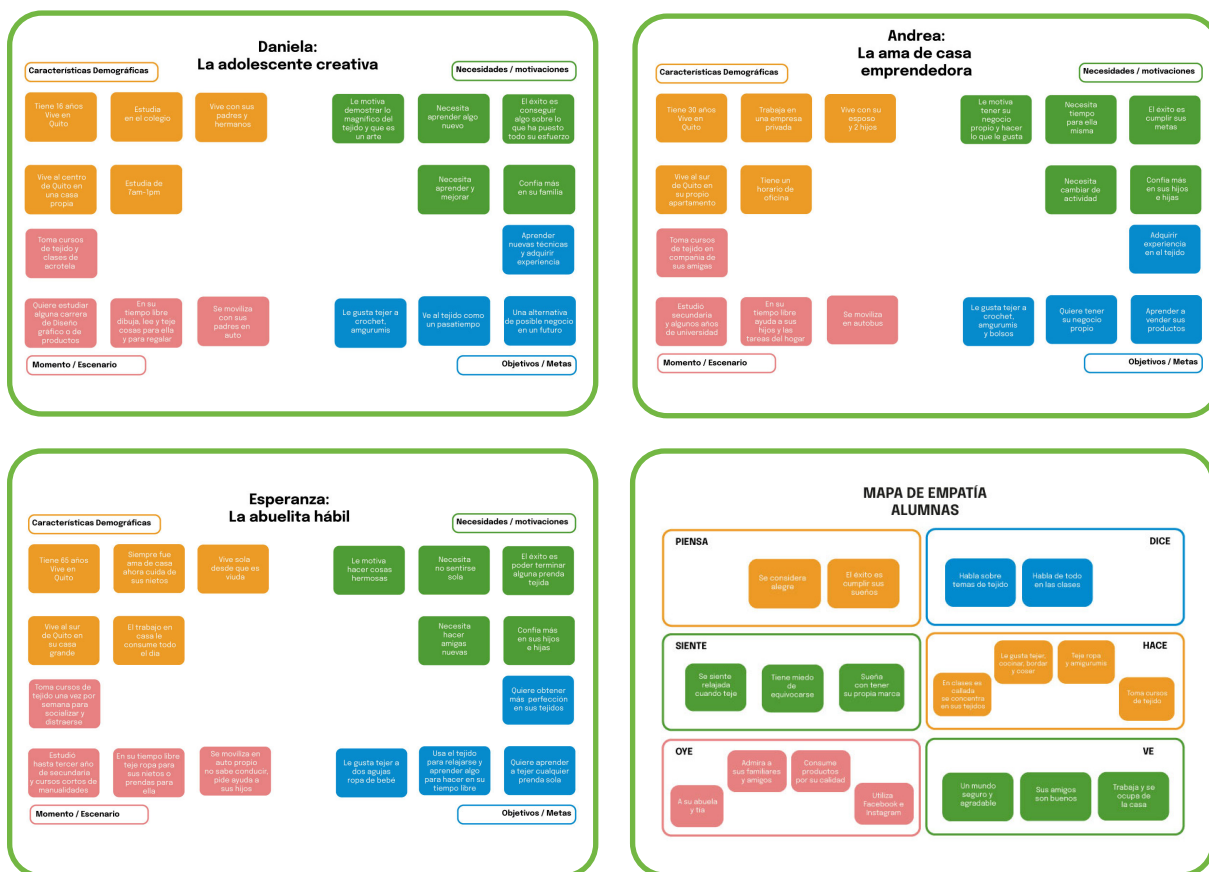 Daniela:
La adolescente creativa
Características Demográficas
Necesidades / motivaciones
Tiene 16 años
Vive en
Quito
Estudia
en el colegio
Vive con sus
padres y
hermanos
Le motiva
demostrar lo
magnífico del
tejido y que es
un arte
Necesita
aprender algo
nuevo
El éxito es
conseguir
algo sobre lo
que ha puesto
todo su esfuerzo
Vive al centro
de Quito en
una casa
propia
Estudia de
7am-1pm
Necesita
aprender y
mejorar
Confia más
en su familia
Toma cursos
de tejido y
clases de
acrotela
Aprender
nuevas técnicas
y adquirir
experiencia
Quiere estudiar
alguna carrera
de Diseño
gráfico o de
productos
En su
tiempo libre
dibuja, lee y teje
cosas para ella
y para regalar
Se moviliza
con sus
padres en
auto
Le gusta tejer a
crochet,
amgurumis
Ve al tejido como
un pasatiempo
Una alternativa
de posible negocio
en un futuro
Momento / Escenario
Objetivos / Metas
Andrea:
La ama de casa
emprendedora
Características Demográficas
Necesidades / motivaciones
Tiene 30 años
Vive en
Quito
Trabaja en
una empresa
privada
Vive con su
esposo
y 2 hijos
Le motiva
tener su
negocio
propio y hacer
lo que le gusta
Necesita
tiempo
para ella
misma
El éxito es
cumplir sus
metas
Vive al sur
de Quito en
su propio
apartamento
Tiene un
horario de
oficina
Necesita
cambiar de
actividad
Confia más
en sus hijos
e hijas
Toma cursos
de tejido en
compañia de
sus amigas
Adquirir
experiencia
en el tejido
Estudio
secundaria
y algunos años
de universidad
En su
tiempo libre
ayuda a sus
hijos y las
tareas del hogar
Se moviliza
en autobus
Le gusta tejer a
crochet,
amgurumis
y bolsos
Quiere tener
su negocio
propio
Aprender a
vender sus
productos
Momento / Escenario
Objetivos / Metas
Esperanza:
La abuelita hábil
Características Demográficas
Necesidades / motivaciones
Tiene 65 años
Vive en
Quito
Siempre fue
ama de casa
ahora cuida de
sus nietos
Vive sola
desde que es
viuda
Le motiva
hacer cosas
hermosas
Necesita
no sentirse
sola
El éxito es
poder terminar
alguna prenda
tejida
Vive al sur
de Quito en
su casa
grande
El trabajo en
casa le
consume todo
el dia
Necesita
hacer
amigas
nuevas
Confia más
en sus hijos
e hijas
Toma cursos de
tejido una vez por
semana para
socializar y
distraerse
Quiere obtener
más perfección
en sus tejidos
Estudio
hasta tercer año
de secundaria
y cursos cortos de
manualidades
En su tiempo libre
teje ropa para
sus nietos o
prendas para
ella
Se moviliza en
auto propio
no sabe conducir,
pide ayuda a
sus hijos
Le gusta tejer a
dos agujas
ropa de bebé
Usa el tejido
para relajarse y
aprender algo
para hacer en su
tiempo libre
Quiere aprender
a tejer cualquier
prenda sola
Momento / Escenario
Objetivos / Metas
MAPA DE EMPATÍA
ALUMNAS
PIENSA
Se considera
alegre
El exito es
cumplir sus
sueños
DICE
Habla sobre
temas de tejido
Habla de todo
en las clases
SIENTE
Se siente
relajada
cuando teje
Tiene miedo
de
equivocarse
Sueña
con tener
su propia marca
HACE
En clases es
callada
se concentra
en sus tejidos
Le gusta tejer,
cocinar, bordar
y coser
Teje ropa
y amigurumis
Toma cursos
de tejido
OYE
A su abuela
y tía
Admira a
sus familiares
y amigos
Consume
productos
por su calidad
Utiliza
Facebook e
Instagram
VE
Un mundo
seguro y
agradable
Sus amigos
son buenos
Trabaja y se
ocupa de
la casa